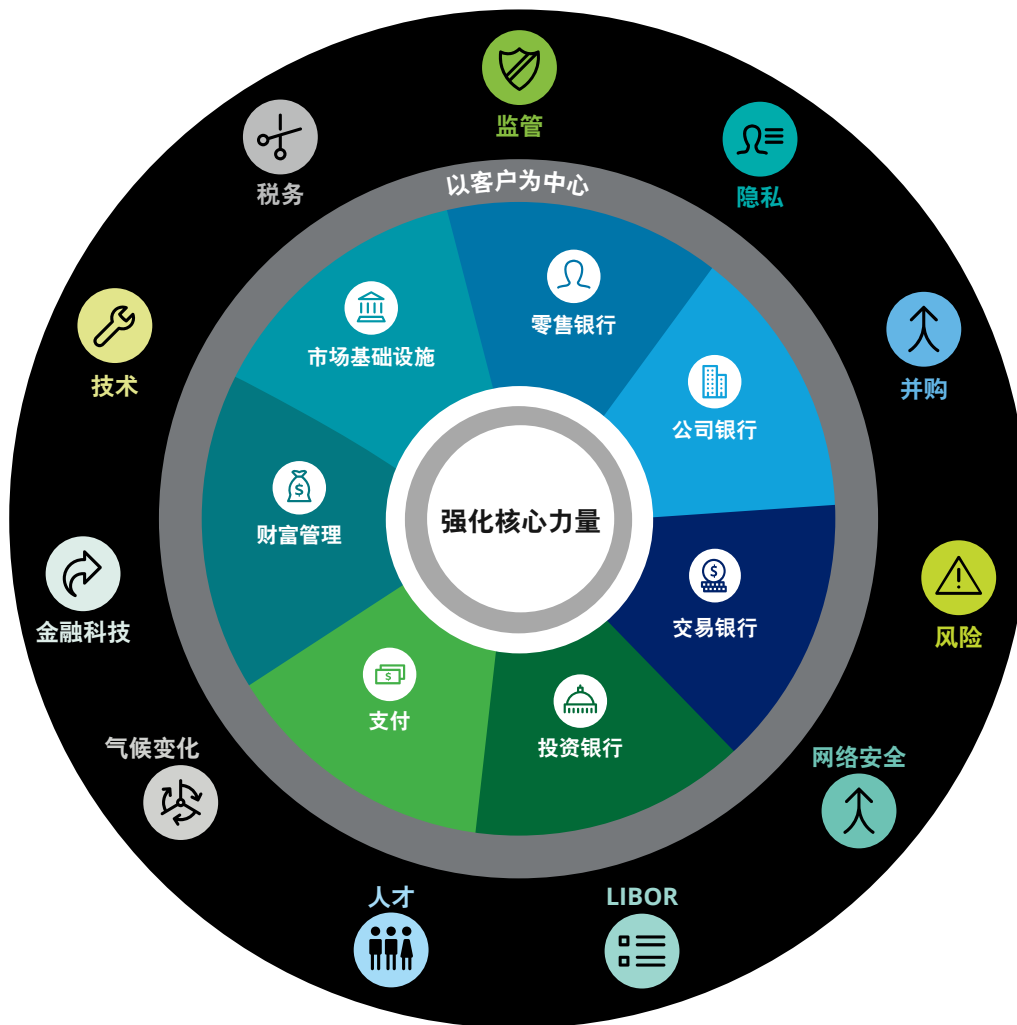 监管
税务
隐私
以客户为中心
技术
并购
零售银行
市场基础设施
公司银行
财富管理
强化核心力量
交易银行
金融科技
风险
支付
投资银行
气候变化
网络安全
人才
LIBOR